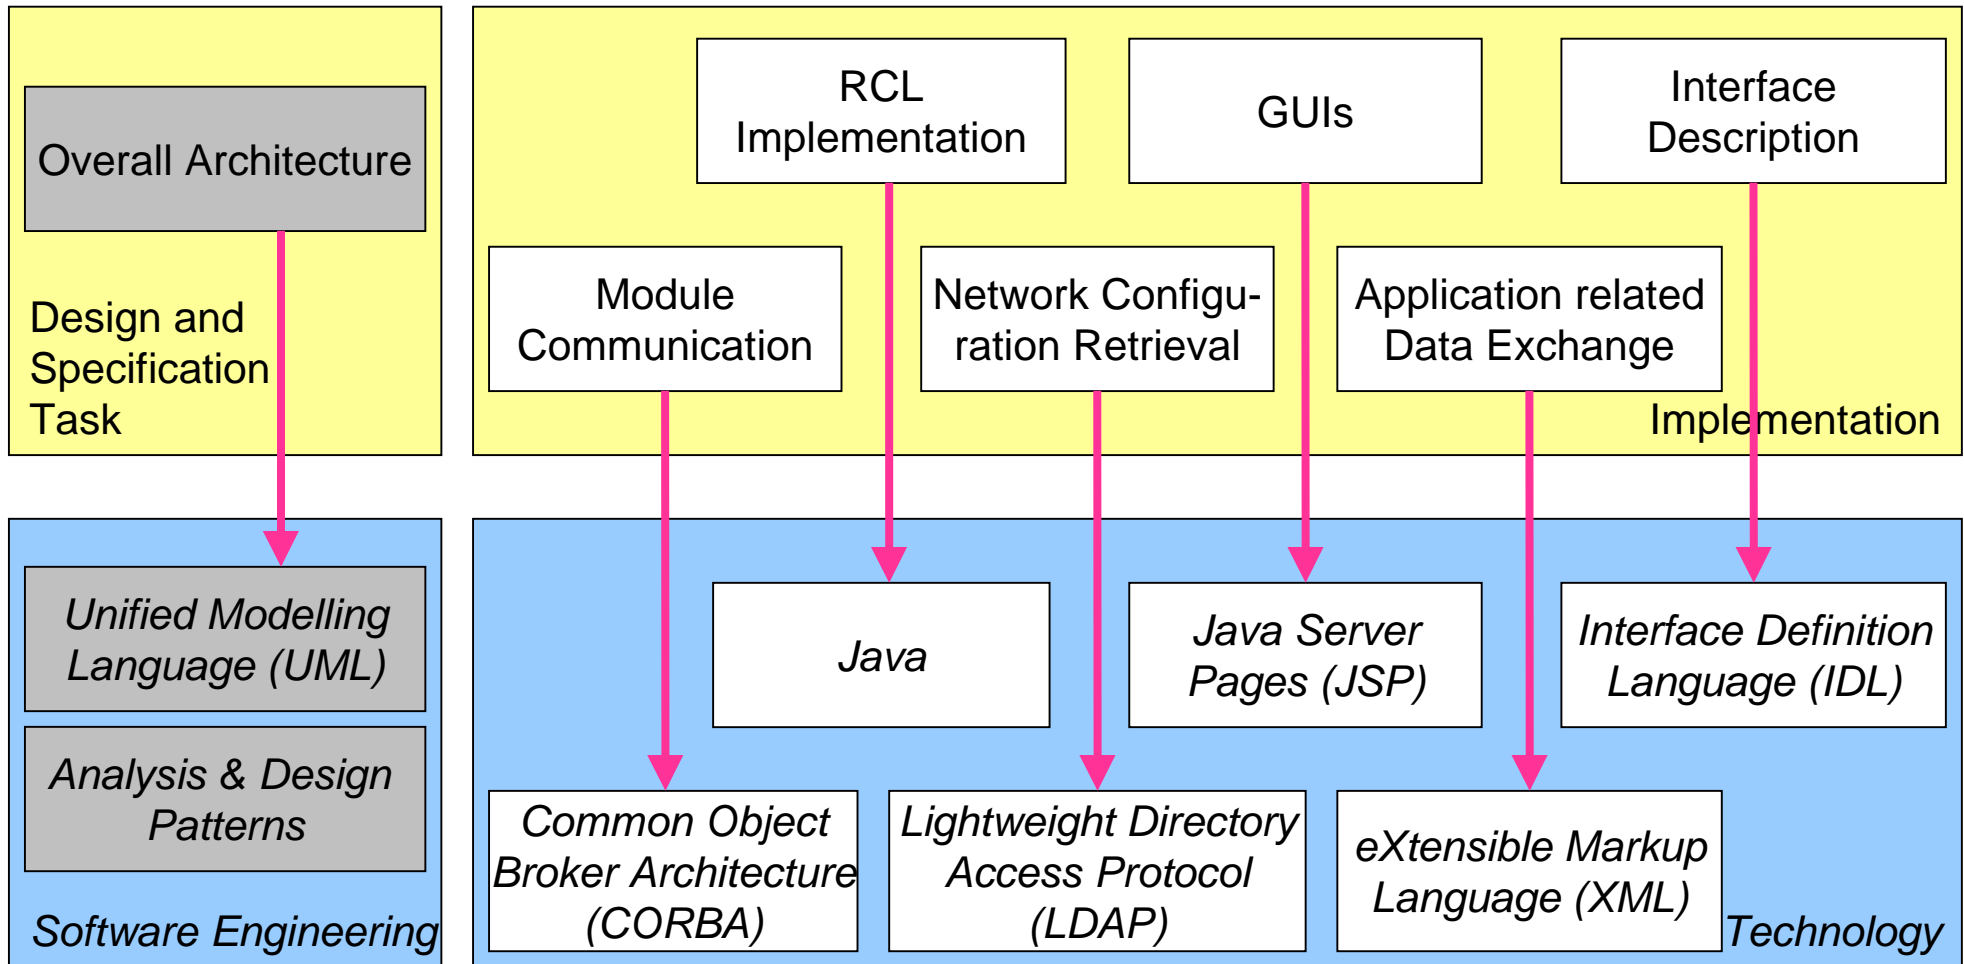 Overall Architecture
Design and
Specification
Task
RCL
Implementation
GUIs
Interface
Description
Module
Communication
Network Configu-
ration Retrieval
Application related
Data Exchange
Implementation
Unified Modelling
Language (UML)
Analysis & Design
Patterns
Software Engineering
Java
Java Server
Pages (JSP)
Interface Definition
Language (IDL)
Common Object
Broker Architecture
(CORBA)
Lightweight Directory
Access Protocol
(LDAP)
eXtensible Markup
Language (XML)
Technology